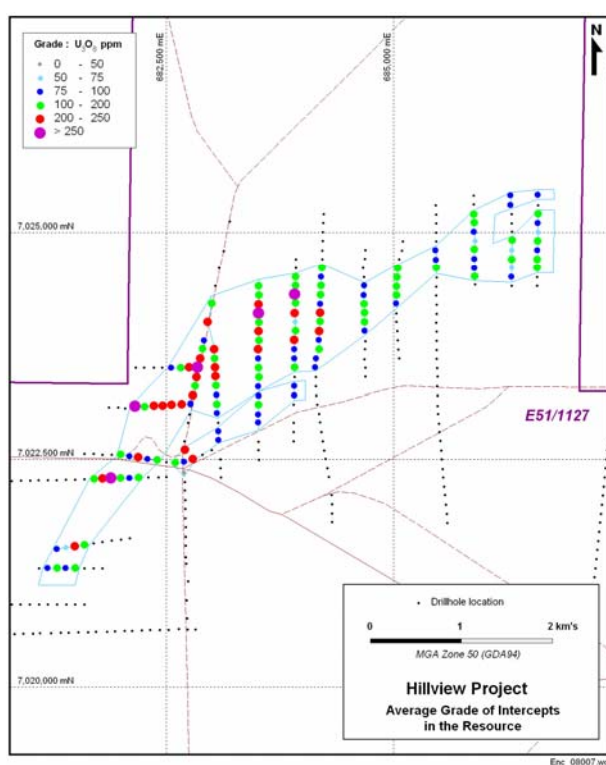 Grade : U3O8 ppm
0 - 50
50 - 75
75 - 100
100 - 200
200 - 250
> 250
682,500 mE
685,000 mE
N
7,025,000 mN
E51/1127
7,022,500 mN
Drillhole location
0 1 2 km's
MGA Zone 50 (GDA94)
7,020,000 mN
Hillview Project
Average Grade of Intercepts
in the Resource